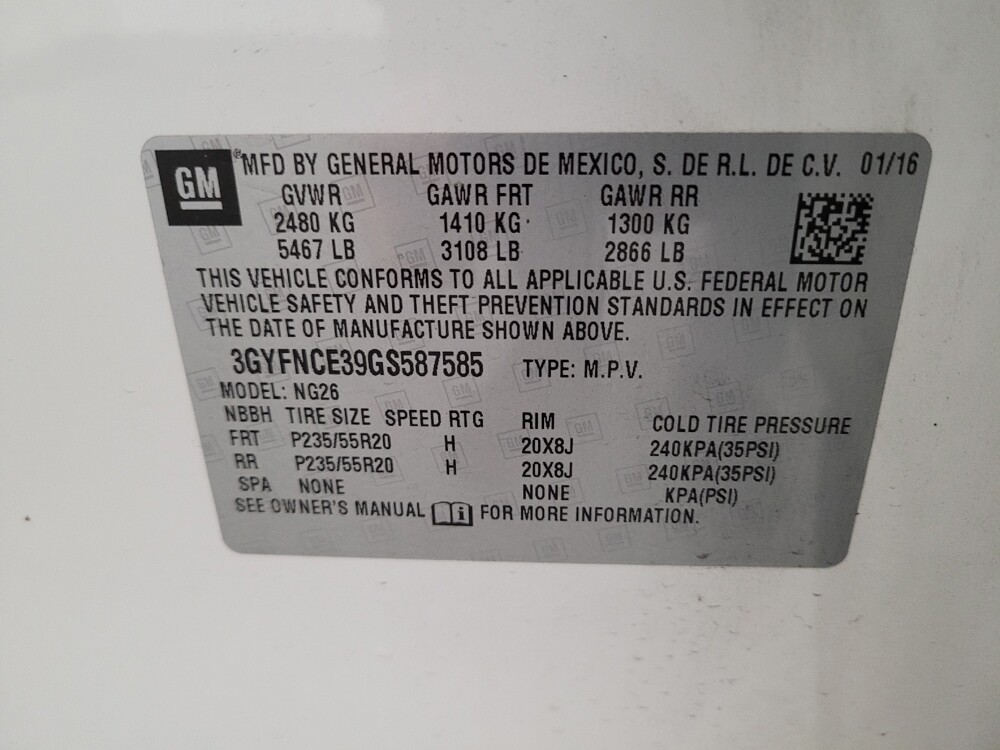 GM® MFD BY GENERAL MOTORS DE MEXICO, S. DE R.L. DE C.V. 01/16
GVWR GAWR FRT GAWR RR
2480 KG 1410 KG 1300 KG
5467 LB 3108 LB 2866 LB
THIS VEHICLE CONFORMS TO ALL APPLICABLE U.S. FEDERAL MOTOR
VEHICLE SAFETY AND THEFT PREVENTION STANDARDS IN EFFECT ON
THE DATE OF MANUFACTURE SHOWN ABOVE.
3GYFNCE39GS587585 TYPE: M.P.V.
MODEL: NG26
NBBH TIRE SIZE SPEED RTG RIM COLD TIRE PRESSURE
FRT P235/55R20 H 20X8J 240KPA(35PSI)
RR P235/55R20 H 20X8J 240KPA(35PSI)
SPA NONE NONE KPA(PSI)
SEE OWNER'S MANUAL i FOR MORE INFORMATION.